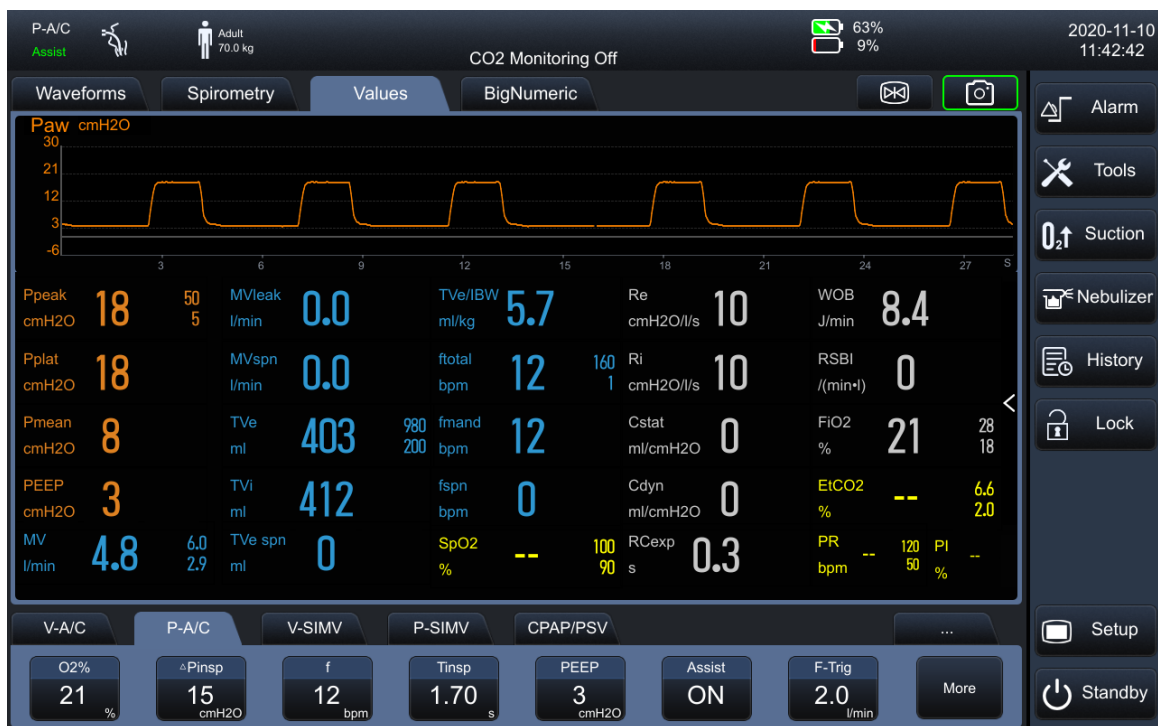 P-A/C Adult 63% 2020-11-10
Assist 70.0 kg CO2 Monitoring Off 9% 11:42:42
Waveforms Spirometry Values BigNumeric
Paw cmH2O
30
21
12
3
-6
3 6 9 12 15 18 21 24 27 S
Ppeak 18 50 MVleak 0.0 TVe/IBW 5.7 Re 10 WOB 8.4
cmH2O 5 l/min ml/kg cmH2O/l/s J/min
Pplat 18 MVspn 0.0 ftotal 12 160 Ri 10 RSBI 0
cmH2O l/min bpm 1 cmH2O/l/s /(min•l)
Pmean 8 TVe 403 980 fmand 12 Cstat 0 FiO2 21 28
cmH2O ml 200 bpm ml/cmH2O % 18
PEEP 3 TVi 412 fspn 0 Cdyn 0 EtCO2 -- 6.6
cmH2O ml bpm ml/cmH2O % 2.0
MV 4.8 6.0 TVe spn 0 SpO2 -- 100 RCexp 0.3 PR -- 120 PI --
l/min 2.9 ml % 90 s bpm 50 %
V-A/C P-A/C V-SIMV P-SIMV CPAP/PSV ...
O2% △Pinsp f Tinsp PEEP Assist F-Trig
21 15 12 1.70 3 ON 2.0 More
% cmH2O bpm s cmH2O l/min
Alarm
Tools
O2 Suction
Nebulizer
History
Lock
Setup
Standby